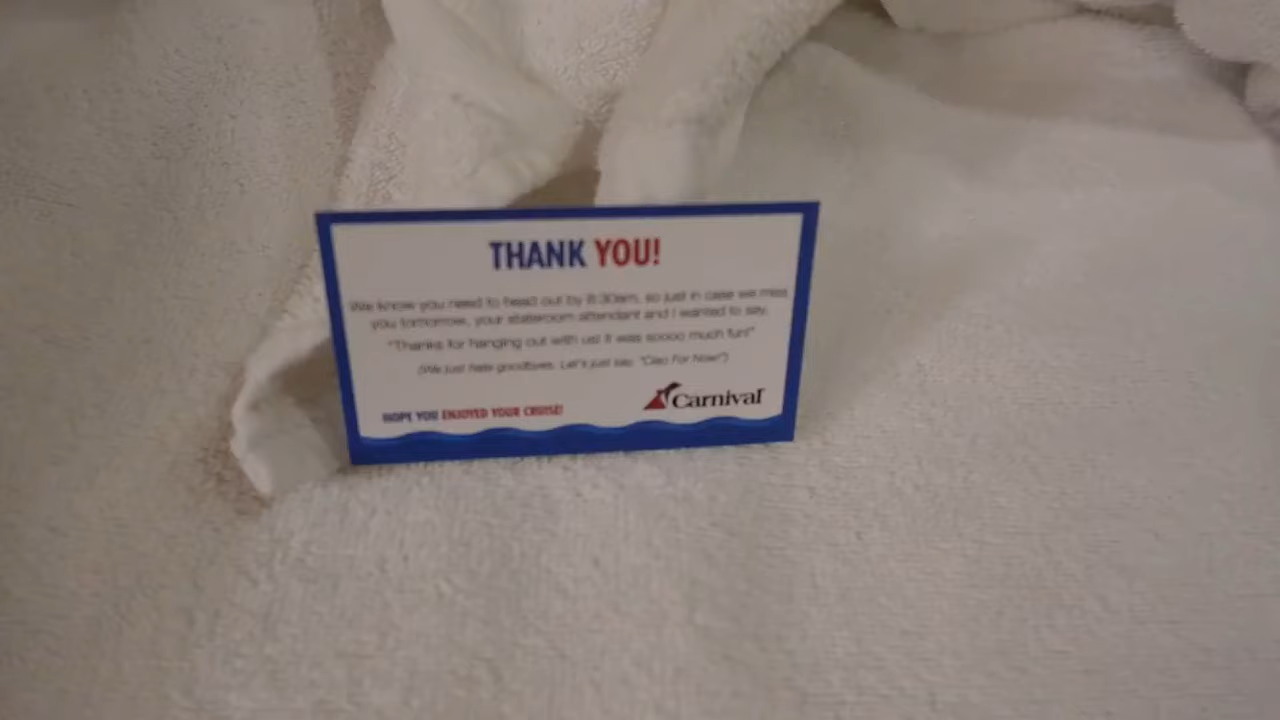 THANK YOU!
We know you need to head out by 8:30am, so just in case we miss
you tomorrow, your stateroom attendant and I wanted to say,
"Thanks for hanging out with us! It was soooo much fun!"
(We just hate goodbyes. Let's just say "Ciao For Now!")
HOPE YOU ENJOYED YOUR CRUISE!
Carnival